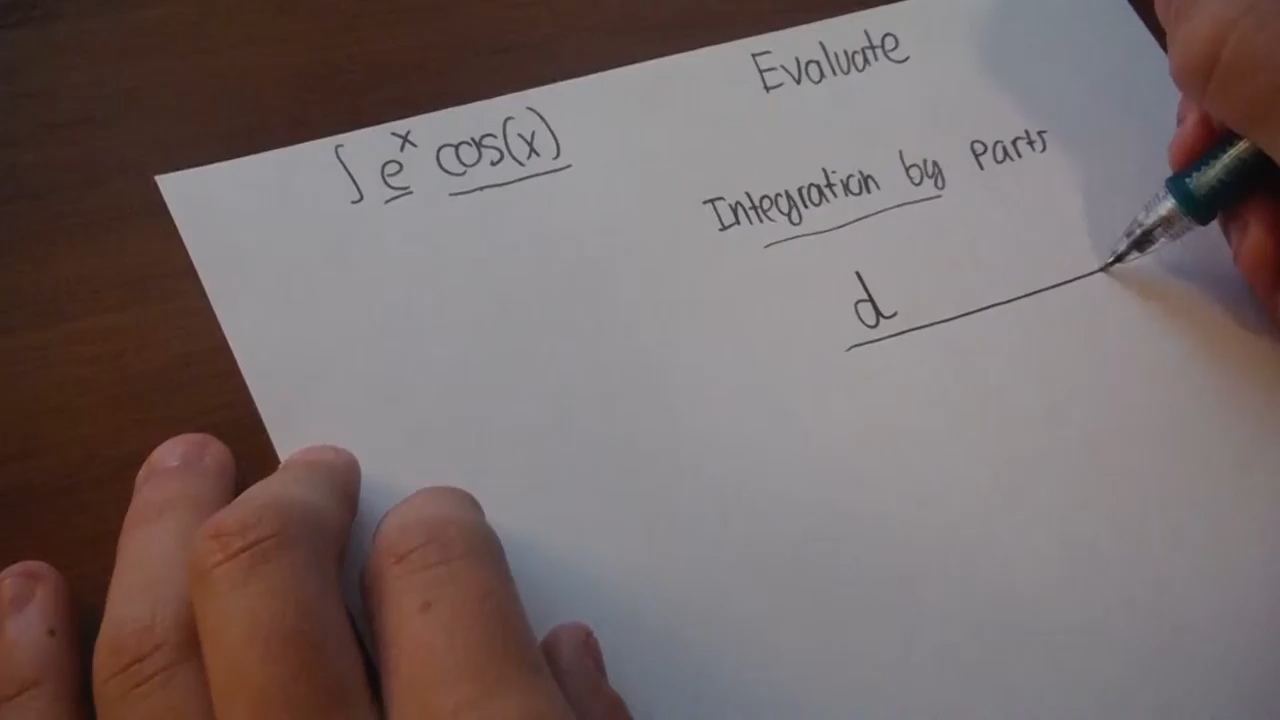 Evaluate
∫ e^x cos(x)
Integration by parts
d